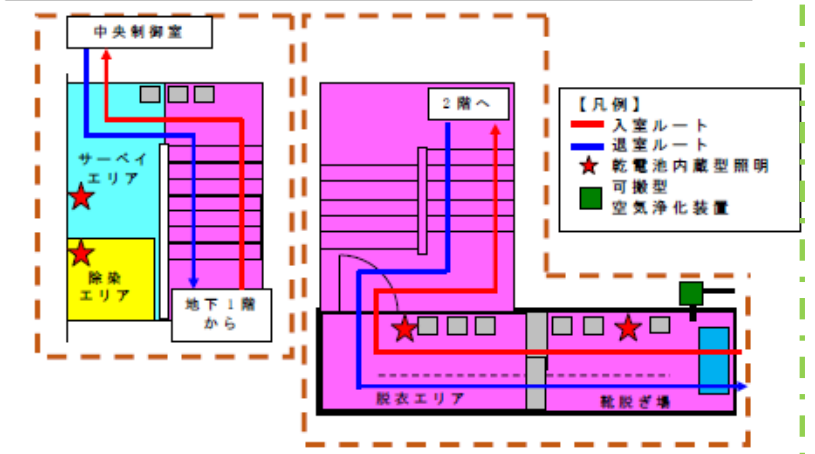 中央制御室
サーベイ
エリア
除染
エリア
地下1階
から
2階へ
脱衣エリア
靴脱ぎ場
【凡例】
入室ルート
退室ルート
乾電池内蔵型照明
可搬型
空気浄化装置